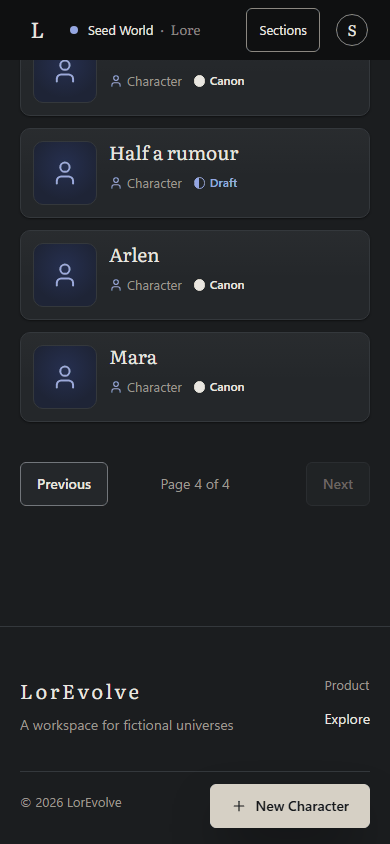 L
Seed World · Lore
Sections
S
Character
Canon
Half a rumour
Character
Draft
Arlen
Character
Canon
Mara
Character
Canon
Previous
Page 4 of 4
Next
LorEvolve
Product
A workspace for fictional universes
Explore
© 2026 LorEvolve
+ New Character